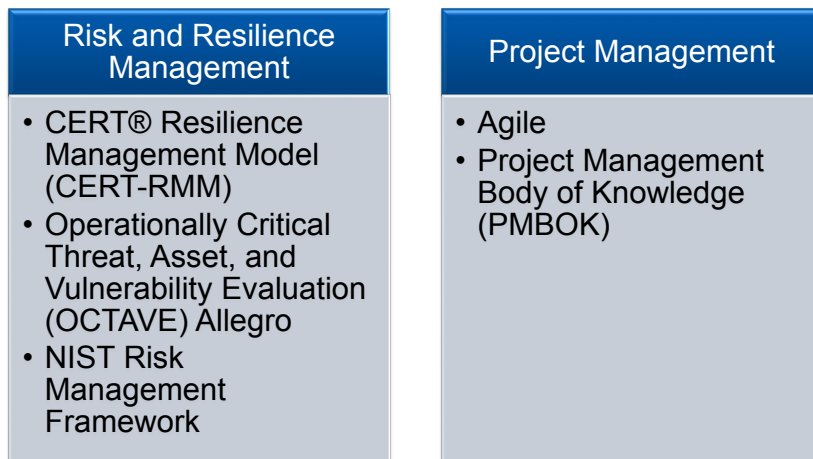 Risk and Resilience
Management
• CERT® Resilience
Management Model
(CERT-RMM)
• Operationally Critical
Threat, Asset, and
Vulnerability Evaluation
(OCTAVE) Allegro
• NIST Risk
Management
Framework
Project Management
• Agile
• Project Management
Body of Knowledge
(PMBOK)